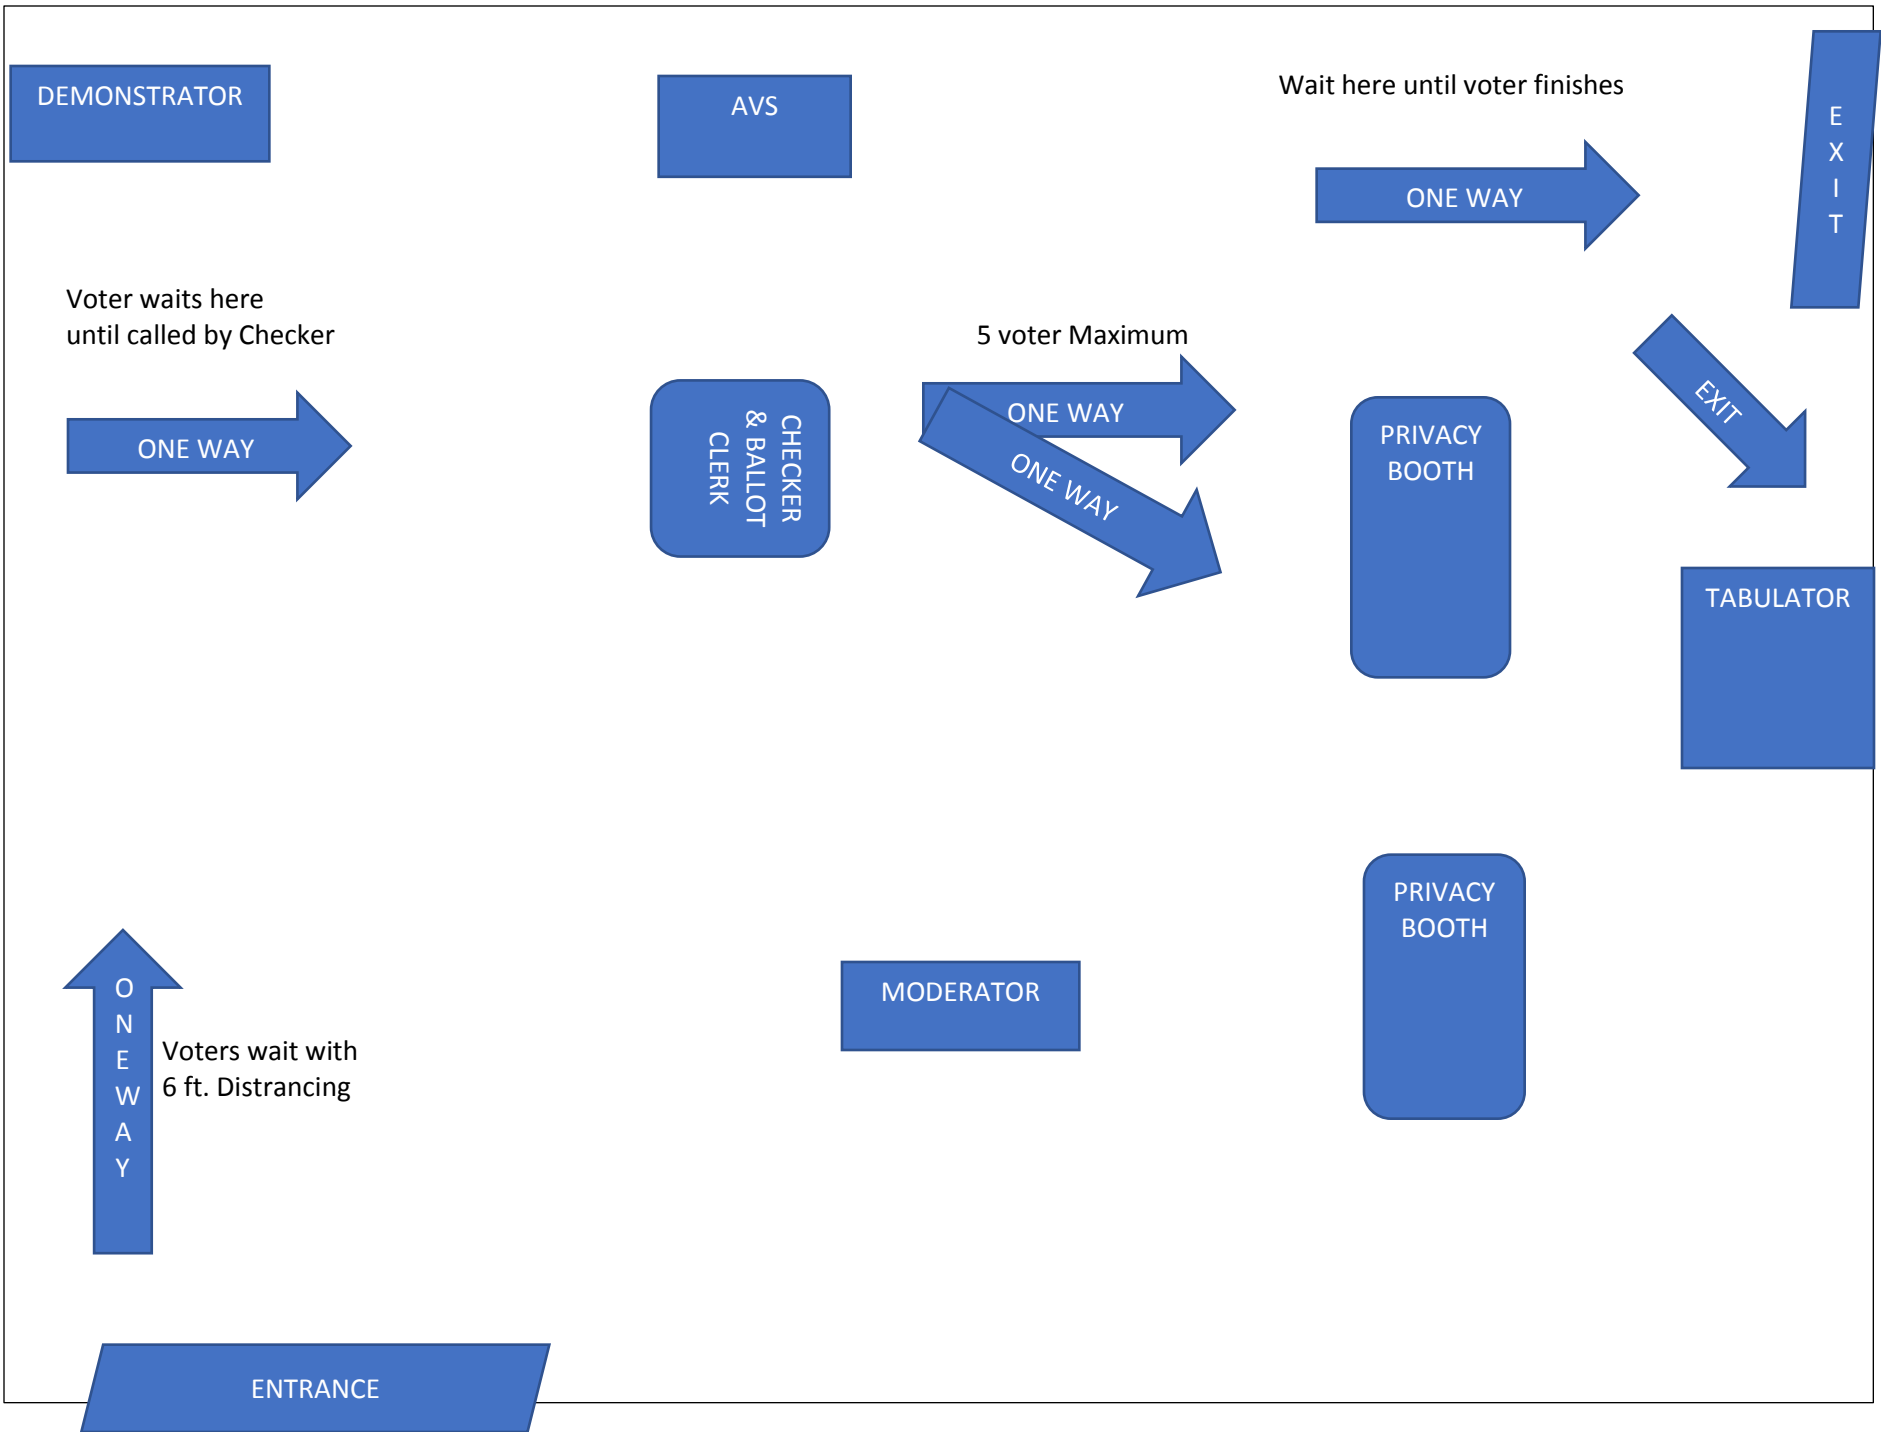 DEMONSTRATOR
AVS
Wait here until voter finishes
ONE WAY
E
X
I
T
Voter waits here
until called by Checker
ONE WAY
CHECKER
& BALLOT
CLERK
5 voter Maximum
ONE WAY
ONE WAY
PRIVACY
BOOTH
EXIT
TABULATOR
PRIVACY
BOOTH
MODERATOR
O
N
E
W
A
Y
Voters wait with
6 ft. Distrancing
ENTRANCE